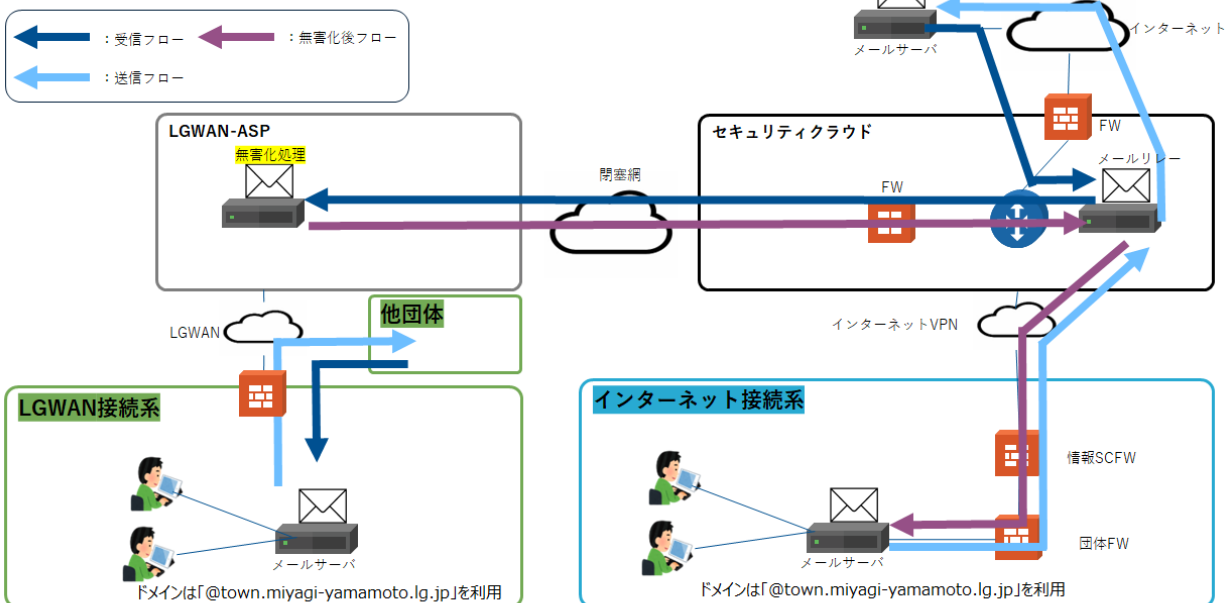 ：受信フロー
：無害化後フロー
：送信フロー
メールサーバ
インターネット
FW
LGWAN-ASP
無害化処理
閉塞網
セキュリティクラウド
FW
メールリレー
LGWAN
他団体
インターネットVPN
LGWAN接続系
メールサーバ
ドメインは「@town.miyagi-yamamoto.lg.jp」を利用
インターネット接続系
情報SCFW
団体FW
メールサーバ
ドメインは「@town.miyagi-yamamoto.lg.jp」を利用